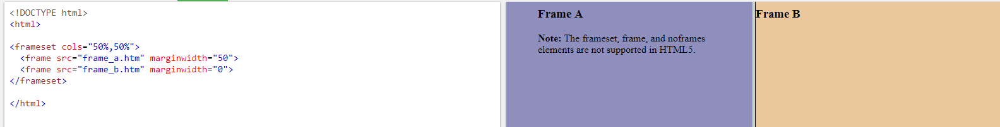 <!DOCTYPE html>
<html>
<frameset cols="50%,50%">
  <frame src="frame_a.htm" marginwidth="50">
  <frame src="frame_b.htm" marginwidth="0">
</frameset>
</html>
Frame A
Note: The frameset, frame, and noframes
elements are not supported in HTML5.
Frame B